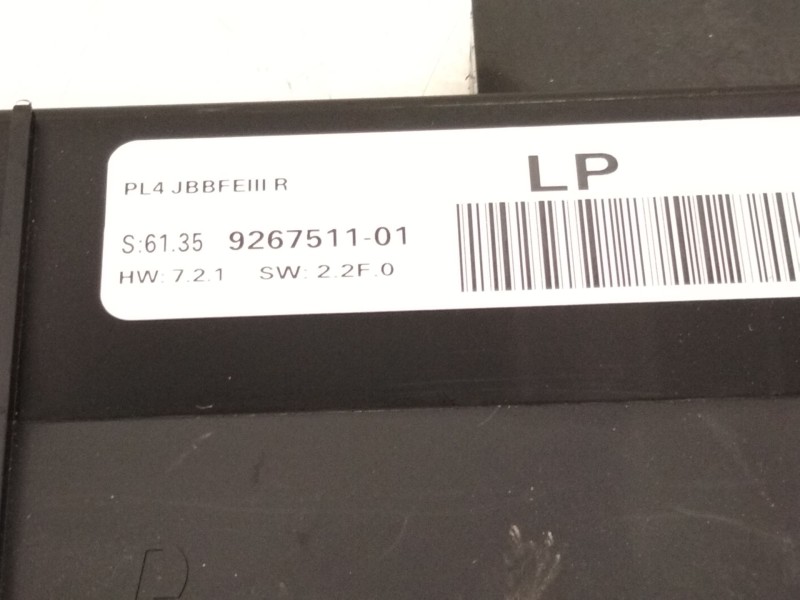 LP
PL4 JBBFEIII R
S:61.35 9267511-01
HW: 7.2.1 SW: 2.2F.0